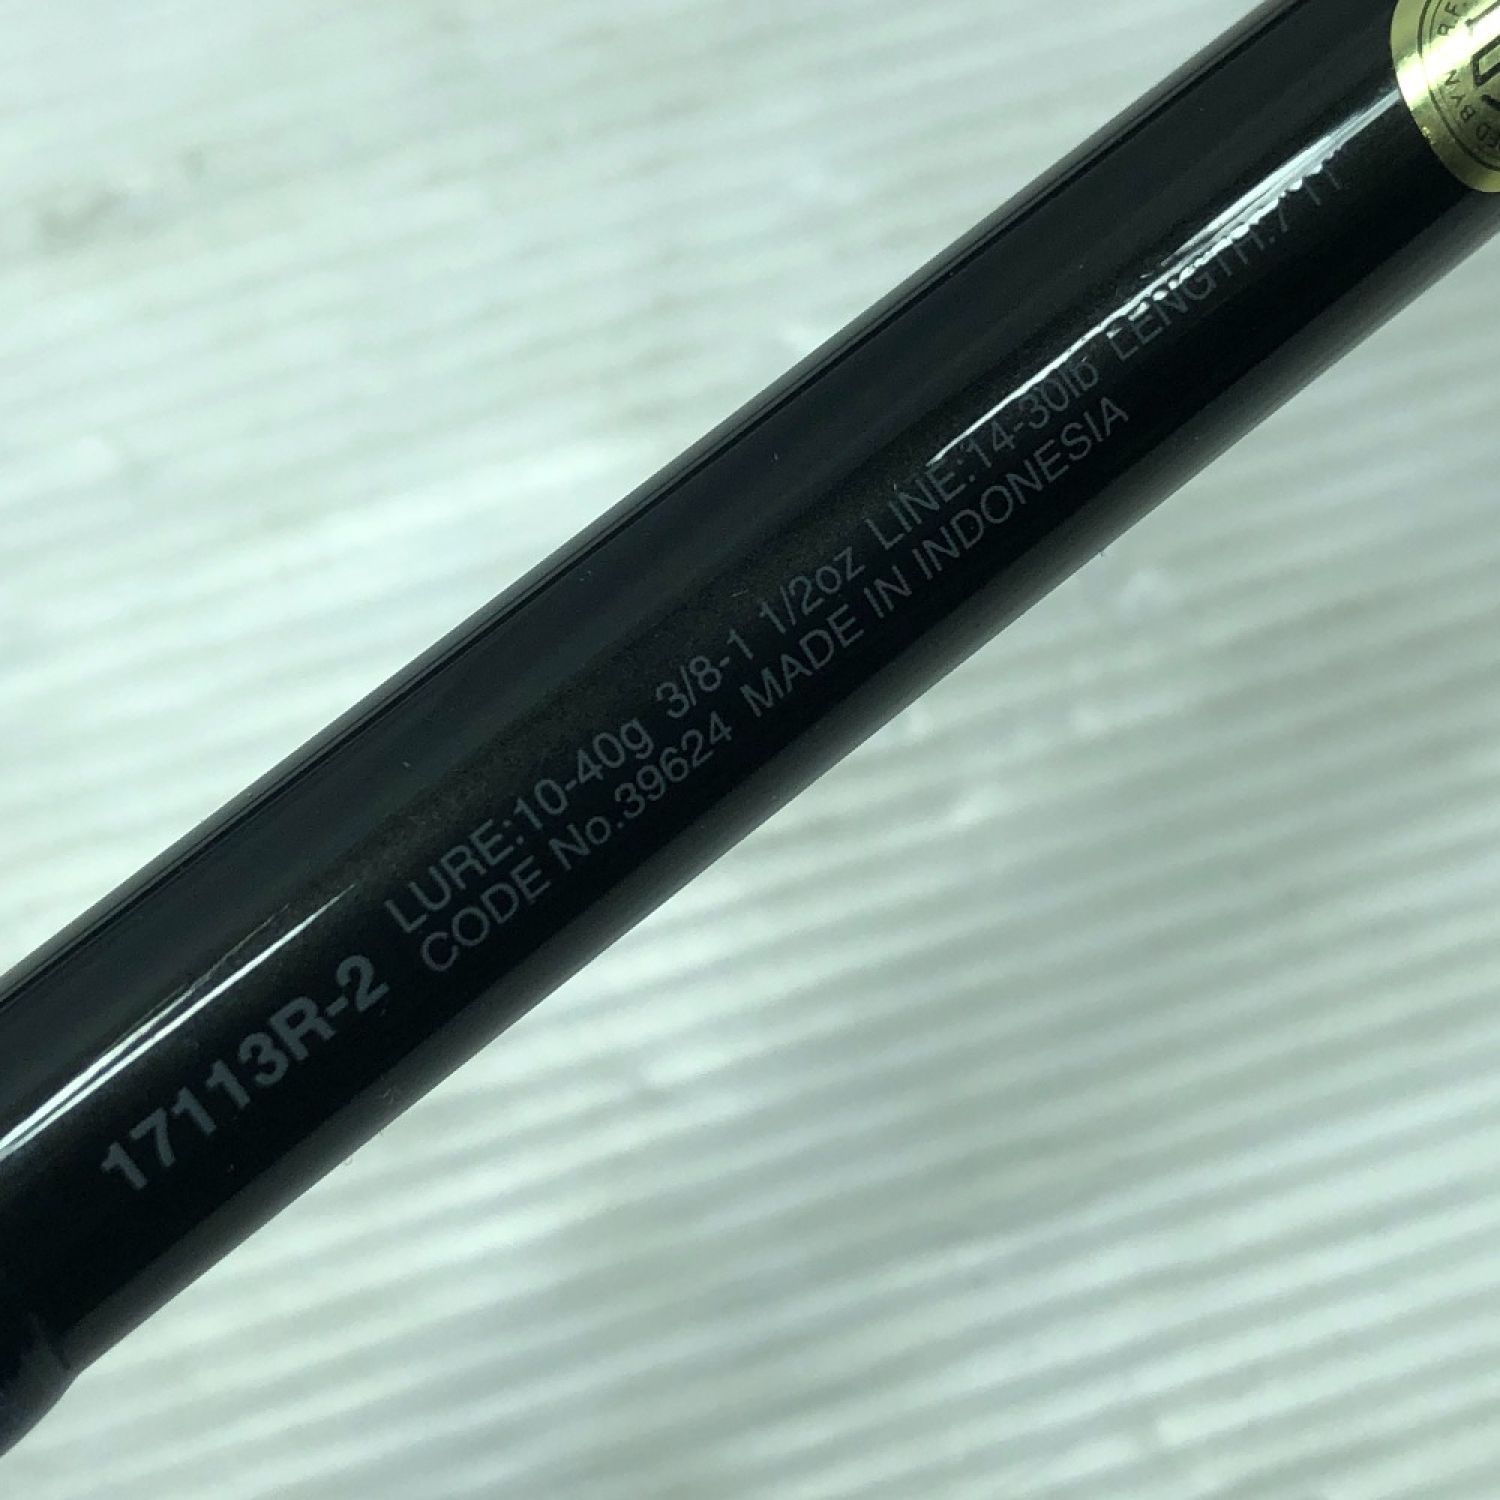 17113R-2 LURE:10-40g 3/8-1 1/2oz LINE:14-30lb LENGTH:7'11"
CODE No.39624 MADE IN INDONESIA